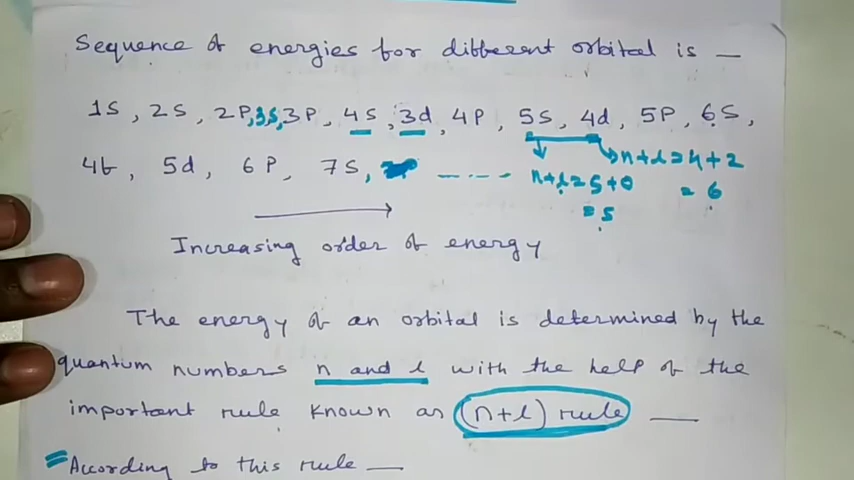 Sequence of energies for different orbital is —
1S, 2S, 2P, 3S, 3P, 4S, 3d, 4P, 5S, 4d, 5P, 6S,
n+l=4+2
4f, 5d, 6P, 7S, ---- n+l=5+0 = 6
= 5
Increasing order of energy
The energy of an orbital is determined by the
quantum numbers n and l with the help of the
important rule known as (n+l) rule —
According to this rule —